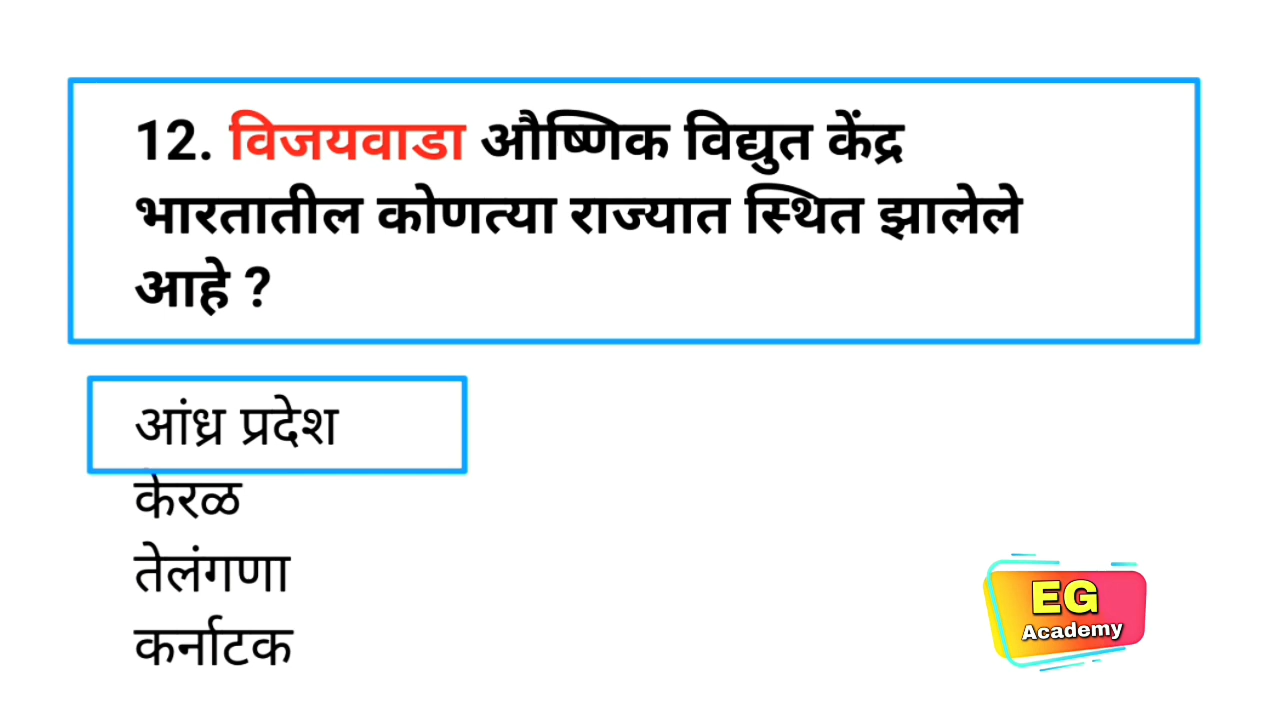 12. विजयवाडा औष्णिक विद्युत केंद्र
भारतातील कोणत्या राज्यात स्थित झालेले
आहे ?
आंध्र प्रदेश
केरळ
तेलंगणा
कर्नाटक
EG
Academy